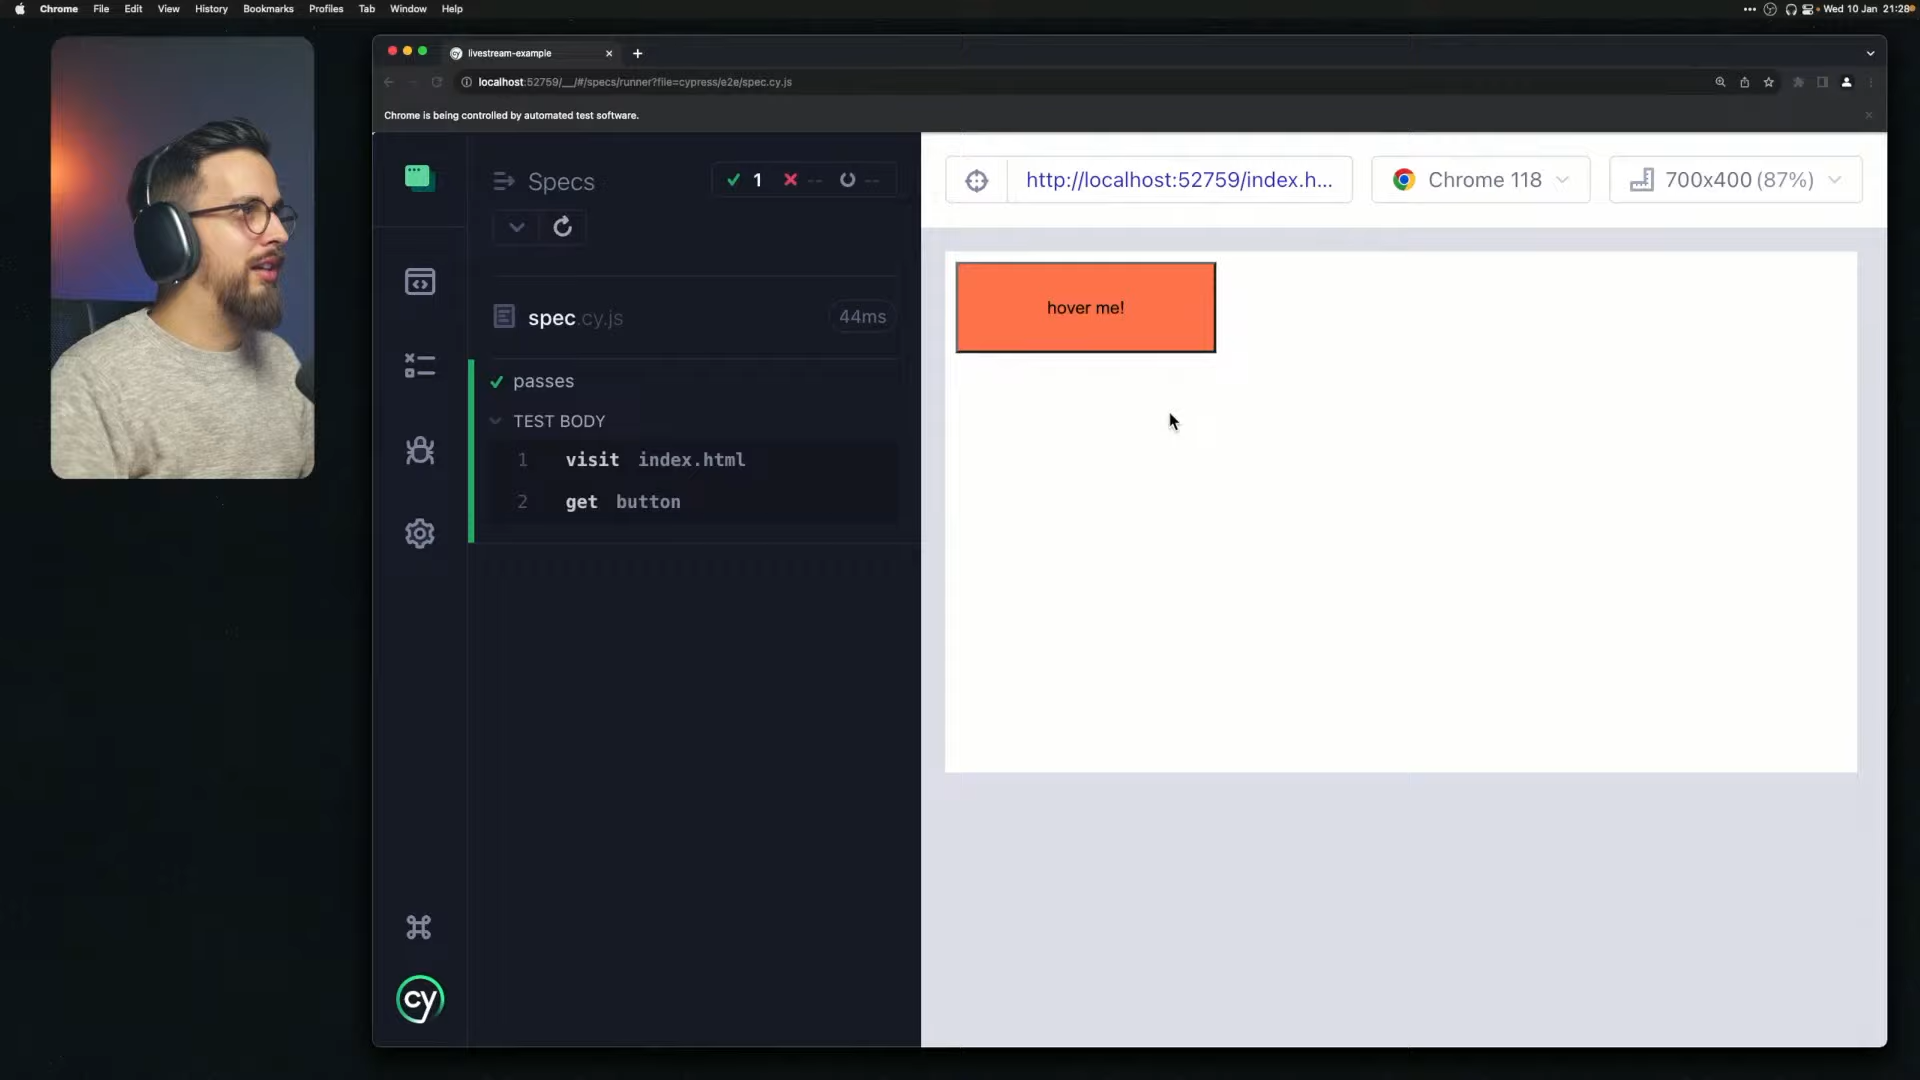 Chrome File Edit View History Bookmarks Profiles Tab Window Help
Wed 10 Jan 21:28
livestream-example
localhost:52759/__/#/specs/runner?file=cypress/e2e/spec.cy.js
Chrome is being controlled by automated test software.
Specs
1 -- --
http://localhost:52759/index.h...
Chrome 118
700x400 (87%)
spec.cy.js
44ms
passes
TEST BODY
1 visit index.html
2 get button
hover me!
cy